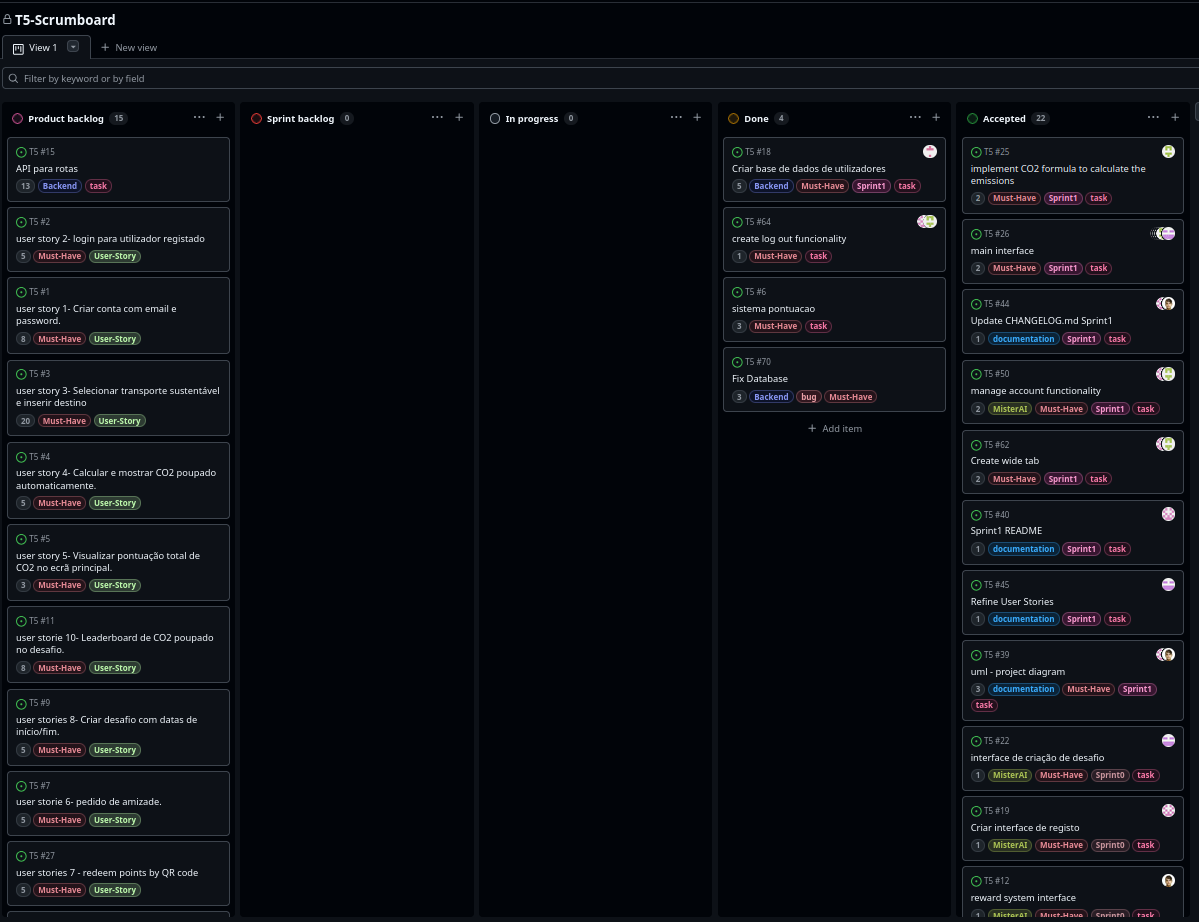 T5-Scrumboard
View 1
New view
Filter by keyword or by field
Product backlog 15
T5 #15
API para rotas
13 Backend task
T5 #2
user story 2- login para utilizador registado
5 Must-Have User-Story
T5 #1
user story 1- Criar conta com email e
password.
8 Must-Have User-Story
T5 #3
user story 3- Selecionar transporte sustentável
e inserir destino
20 Must-Have User-Story
T5 #4
user story 4- Calcular e mostrar CO2 poupado
automaticamente.
5 Must-Have User-Story
T5 #5
user story 5- Visualizar pontuação total de
CO2 no ecrã principal.
3 Must-Have User-Story
T5 #11
user storie 10- Leaderboard de CO2 poupado
no desafio.
8 Must-Have User-Story
T5 #9
user stories 8- Criar desafio com datas de
início/fim.
5 Must-Have User-Story
T5 #7
user storie 6- pedido de amizade.
5 Must-Have User-Story
T5 #27
user stories 7 - redeem points by QR code
5 Must-Have User-Story
Sprint backlog 0
In progress 0
Done 4
T5 #18
Criar base de dados de utilizadores
5 Backend Must-Have Sprint1 task
T5 #64
create log out funcionality
1 Must-Have task
T5 #6
sistema pontuacao
3 Must-Have task
T5 #70
Fix Database
3 Backend bug Must-Have
Add item
Accepted 22
T5 #25
implement CO2 formula to calculate the
emissions
2 Must-Have Sprint1 task
T5 #26
main interface
2 Must-Have Sprint1 task
T5 #44
Update CHANGELOG.md Sprint1
1 documentation Sprint1 task
T5 #50
manage account functionality
2 MisterAI Must-Have Sprint1 task
T5 #62
Create wide tab
2 Must-Have Sprint1 task
T5 #40
Sprint1 README
1 documentation Sprint1 task
T5 #45
Refine User Stories
1 documentation Sprint1 task
T5 #39
uml - project diagram
3 documentation Must-Have Sprint1
task
T5 #22
interface de criação de desafio
1 MisterAI Must-Have Sprint0 task
T5 #19
Criar interface de registo
1 MisterAI Must-Have Sprint0 task
T5 #12
reward system interface
1 MisterAI Must-Have Sprint0 task